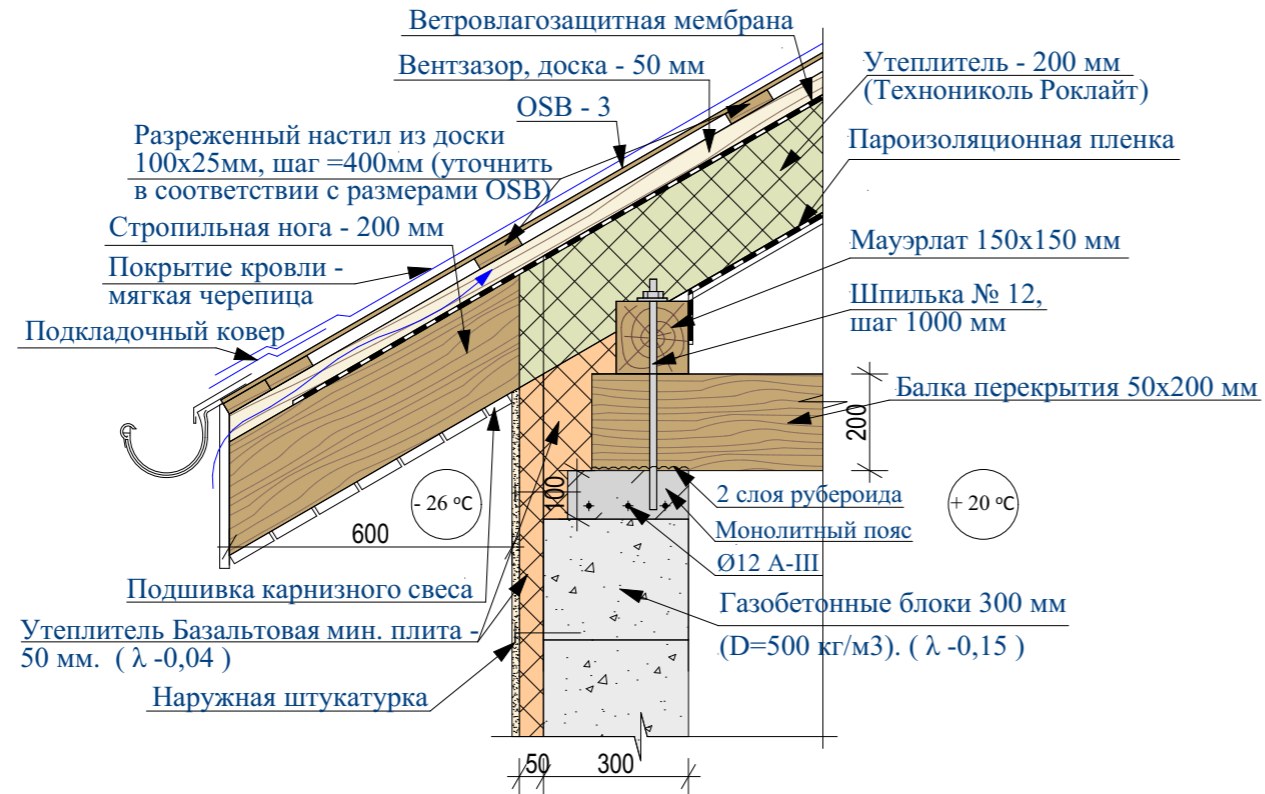 Ветровлагозащитная мембрана
Вентзазор, доска - 50 мм
OSB - 3
Разреженный настил из доски
100х25мм, шаг =400мм (уточнить
в соответствии с размерами OSB)
Стропильная нога - 200 мм
Покрытие кровли -
мягкая черепица
Подкладочный ковер
Утеплитель - 200 мм
(Технониколь Роклайт)
Пароизоляционная пленка
Мауэрлат 150х150 мм
Шпилька № 12,
шаг 1000 мм
Балка перекрытия 50х200 мм
200
- 26 °C
100
2 слоя рубероида
+ 20 °C
600
Монолитный пояс
Ø12 А-III
Подшивка карнизного свеса
Газобетонные блоки 300 мм
(D=500 кг/м3). ( λ -0,15 )
Утеплитель Базальтовая мин. плита -
50 мм. ( λ -0,04 )
Наружная штукатурка
50
300